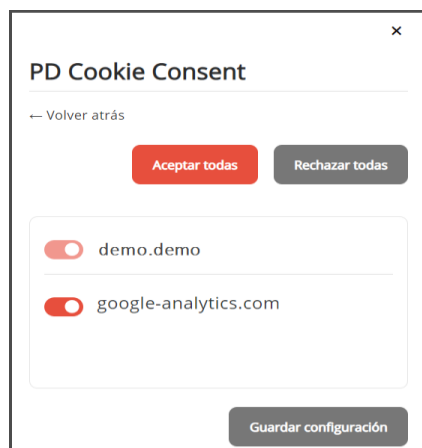 ×
PD Cookie Consent
← Volver atrás
Aceptar todas Rechazar todas
demo.demo
google-analytics.com
Guardar configuración